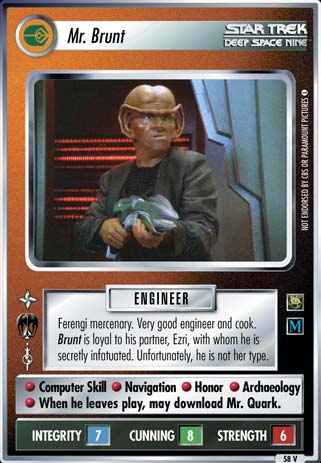 Mr. Brunt
STAR TREK
DEEP SPACE NINE
NOT ENDORSED BY CBS OR PARAMOUNT PICTURES
ENGINEER
Ferengi mercenary. Very good engineer and cook.
Brunt is loyal to his partner, Ezri, with whom he is
secretly infatuated. Unfortunately, he is not her type.
M
Computer Skill Navigation Honor Archaeology
When he leaves play, may download Mr. Quark.
INTEGRITY 7 CUNNING 8 STRENGTH 6
58 V